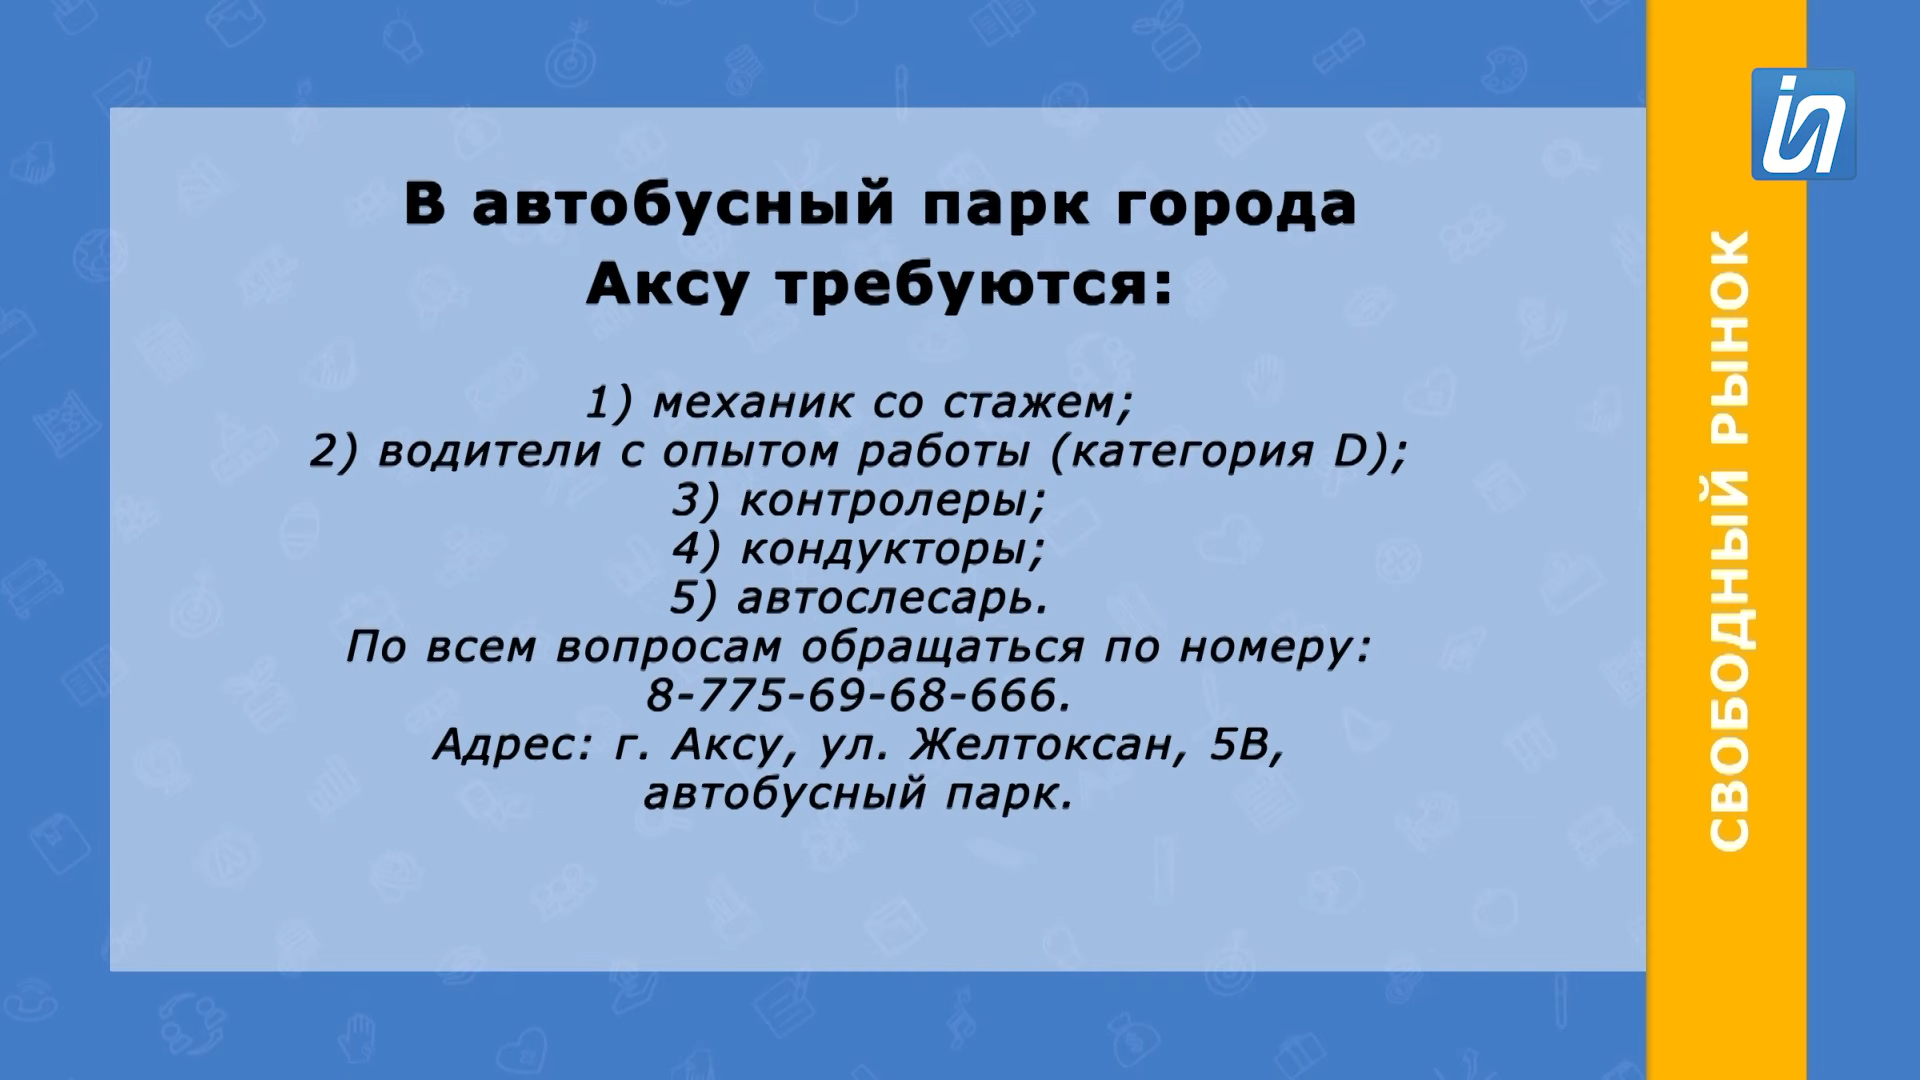 В автобусный парк города
Аксу требуются:
1) механик со стажем;
2) водители с опытом работы (категория D);
3) контролеры;
4) кондукторы;
5) автослесарь.
По всем вопросам обращаться по номеру:
8-775-69-68-666.
Адрес: г. Аксу, ул. Желтоксан, 5В,
автобусный парк.
СВОБОДНЫЙ РЫНОК